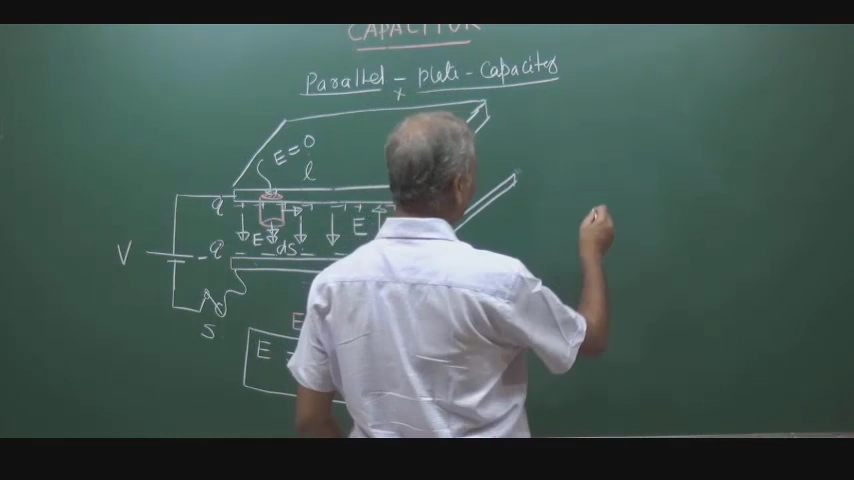 CAPACITOR
Parallel - plate - Capacitor
x
E = 0
l
q + + + + + E
V
E ds
- q - - -
S
E
E =